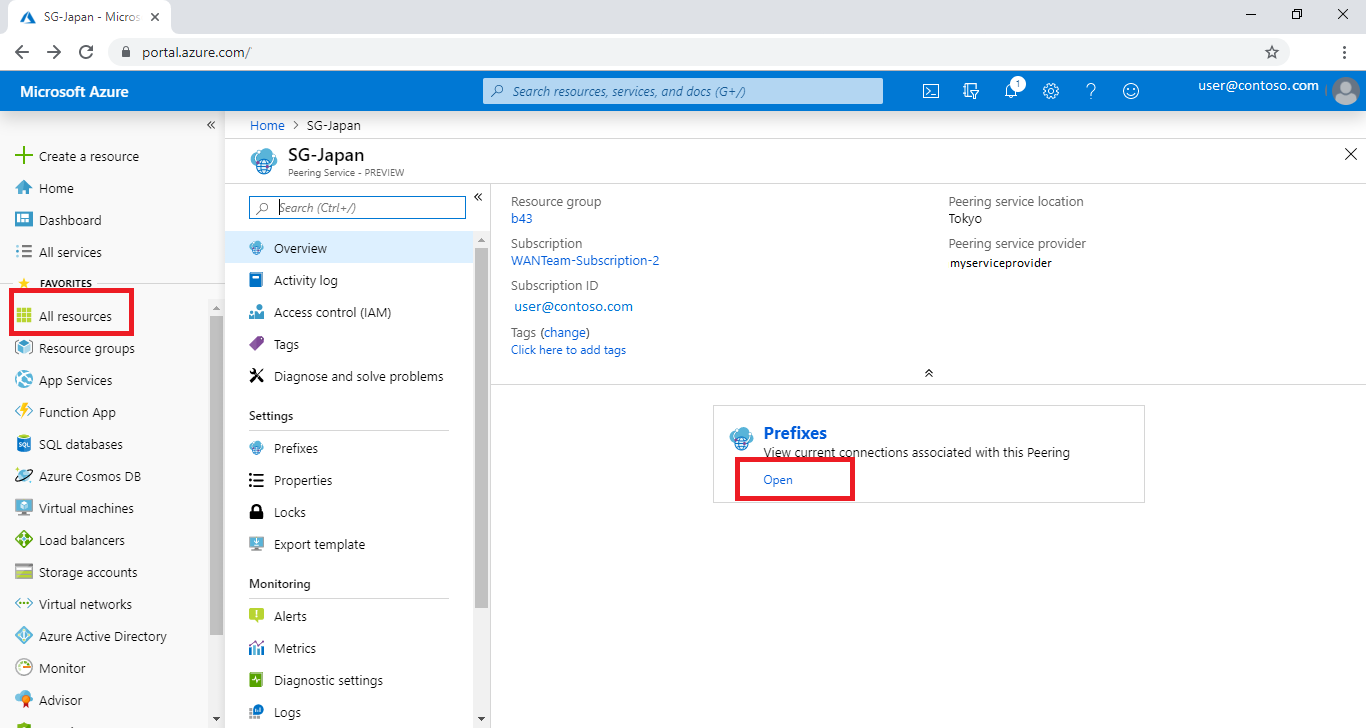 SG-Japan - Micros
portal.azure.com/
Microsoft Azure
Search resources, services, and docs (G+/)
1
user@contoso.com
Create a resource
Home
Dashboard
All services
FAVORITES
All resources
Resource groups
App Services
Function App
SQL databases
Azure Cosmos DB
Virtual machines
Load balancers
Storage accounts
Virtual networks
Azure Active Directory
Monitor
Advisor
Home > SG-Japan
SG-Japan
Peering Service - PREVIEW
Search (Ctrl+/)
Overview
Activity log
Access control (IAM)
Tags
Diagnose and solve problems
Settings
Prefixes
Properties
Locks
Export template
Monitoring
Alerts
Metrics
Diagnostic settings
Logs
Resource group
b43
Subscription
WANTeam-Subscription-2
Subscription ID
user@contoso.com
Tags (change)
Click here to add tags
Peering service location
Tokyo
Peering service provider
myserviceprovider
Prefixes
View current connections associated with this Peering
Open